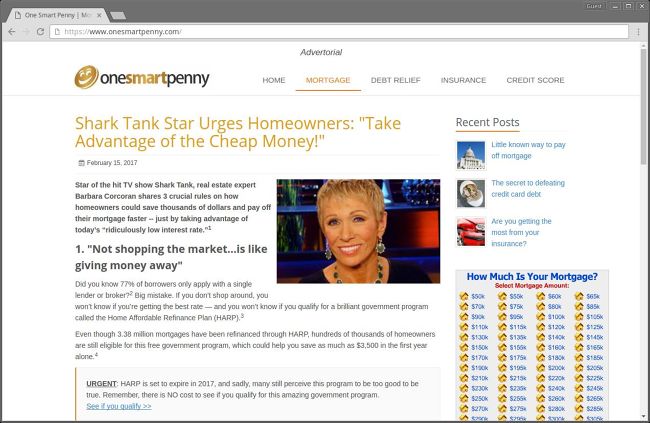 One Smart Penny | Mo
Guest
https://www.onesmartpenny.com/
Advertorial
onesmartpenny
HOME MORTGAGE DEBT RELIEF INSURANCE CREDIT SCORE
Shark Tank Star Urges Homeowners: "Take
Advantage of the Cheap Money!"
February 15, 2017
Star of the hit TV show Shark Tank, real estate expert
Barbara Corcoran shares 3 crucial rules on how
homeowners could save thousands of dollars and pay off
their mortgage faster -- just by taking advantage of
today's "ridiculously low interest rate."1
1. "Not shopping the market...is like
giving money away"
Did you know 77% of borrowers only apply with a single
lender or broker?2 Big mistake. If you don't shop around, you
won't know if you're getting the best rate — and you won't know if you qualify for a brilliant government program
called the Home Affordable Refinance Plan (HARP).3
Even though 3.38 million mortgages have been refinanced through HARP, hundreds of thousands of homeowners
are still eligible for this free government program, which could help you save as much as $3,500 in the first year
alone.4
URGENT: HARP is set to expire in 2017, and sadly, many still perceive this program to be too good to be
true. Remember, there is NO cost to see if you qualify for this amazing government program.
See if you qualify >>
Recent Posts
Little known way to pay
off mortgage
The secret to defeating
credit card debt
Are you getting the
most from your
insurance?
How Much Is Your Mortgage?
Select Mortgage Amount:
$50k $55k $60k $65k
$70k $75k $80k $85k
$90k $95k $100k $105k
$110k $115k $120k $125k
$130k $135k $140k $145k
$150k $155k $160k $165k
$170k $175k $180k $185k
$190k $195k $200k $205k
$210k $215k $220k $225k
$230k $235k $240k $245k
$250k $255k $260k $265k
$270k $275k $280k $285k
$290k $295k $300k $305k